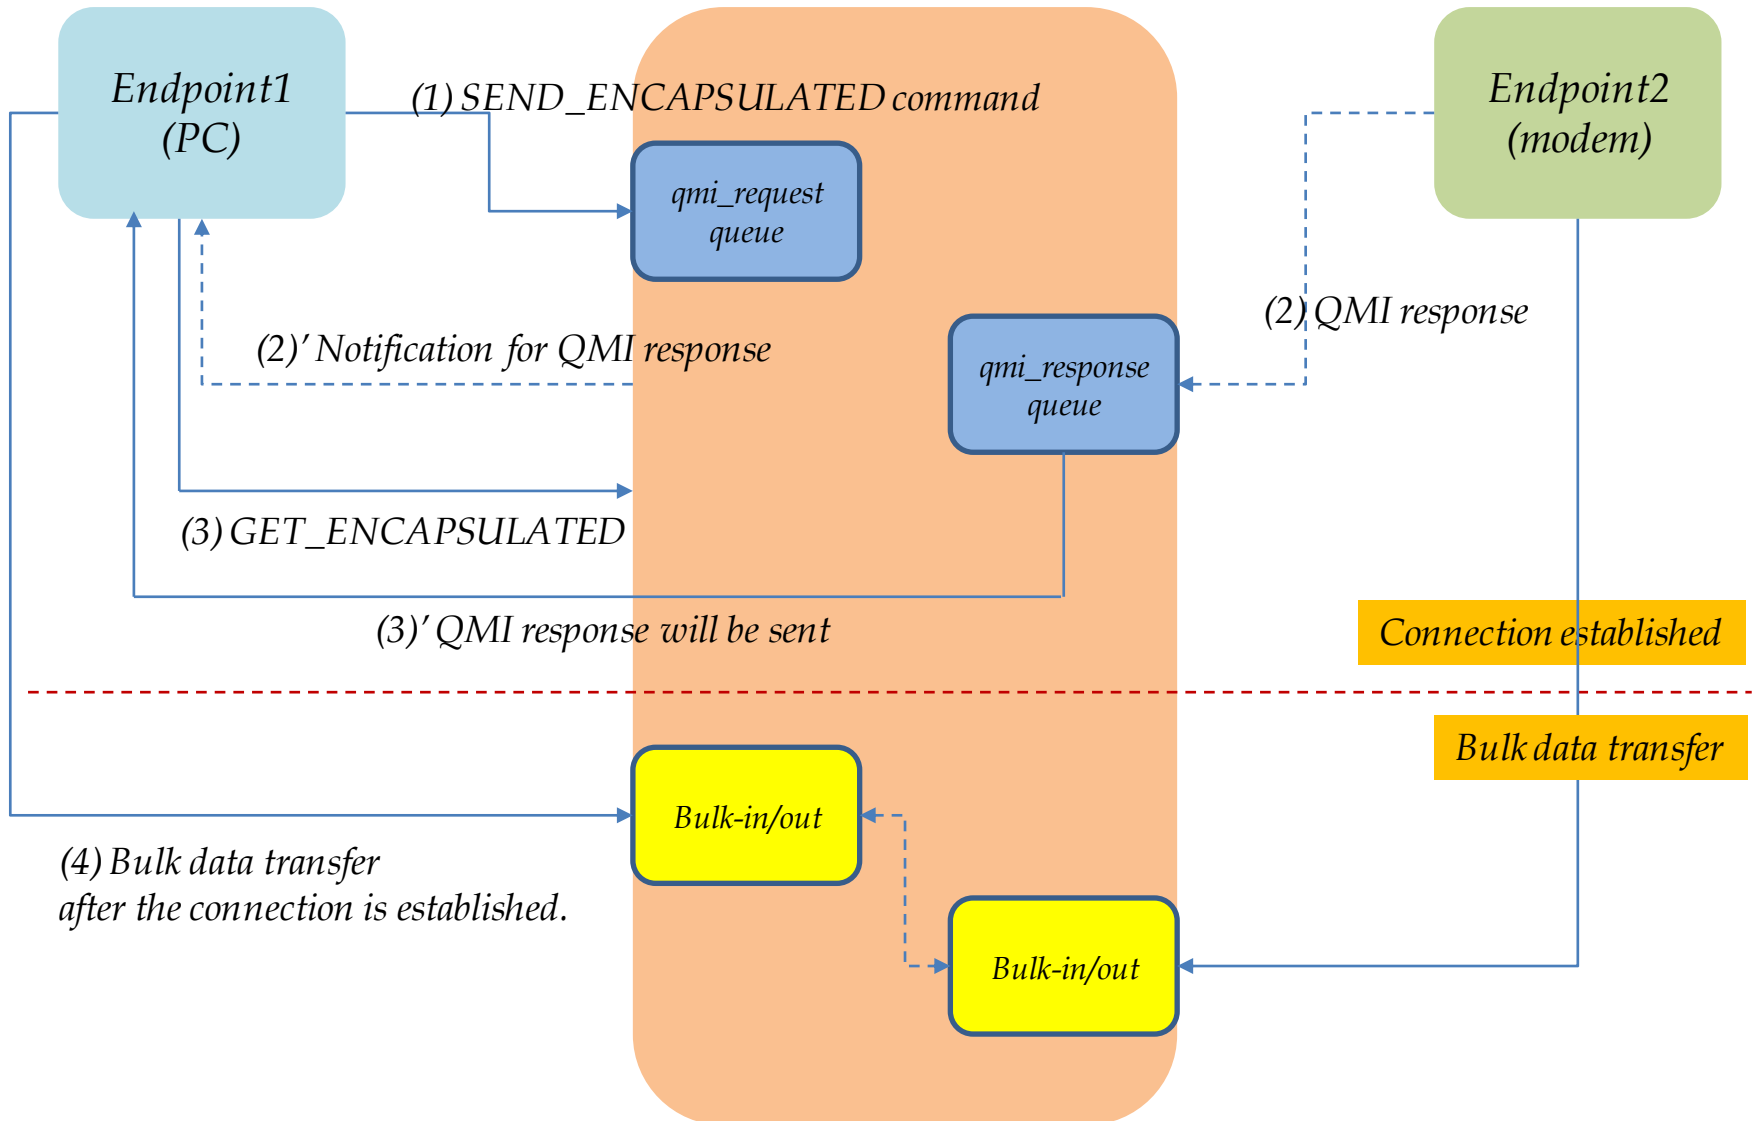 Endpoint1
(PC)
(1) SEND_ENCAPSULATED command
Endpoint2
(modem)
qmi_request
queue
(2) QMI response
(2)’ Notification for QMI response
qmi_response
queue
(3) GET_ENCAPSULATED
(3)’ QMI response will be sent
Connection established
Bulk data transfer
Bulk-in/out
(4) Bulk data transfer
after the connection is established.
Bulk-in/out